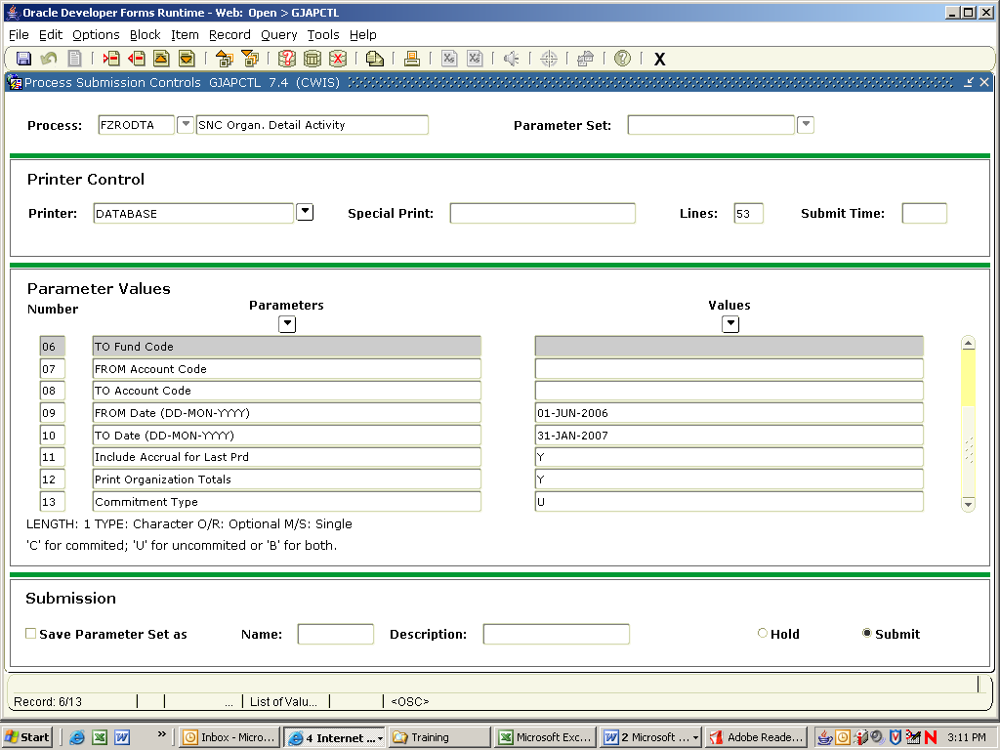 Oracle Developer Forms Runtime - Web: Open > GJAPCTL
File Edit Options Block Item Record Query Tools Help
X
Process Submission Controls GJAPCTL 7.4 (CWIS)
Process: FZRODTA SNC Organ. Detail Activity Parameter Set:
Printer Control
Printer: DATABASE Special Print: Lines: 53 Submit Time:
Parameter Values
Number Parameters Values
06 TO Fund Code
07 FROM Account Code
08 TO Account Code
09 FROM Date (DD-MON-YYYY) 01-JUN-2006
10 TO Date (DD-MON-YYYY) 31-JAN-2007
11 Include Accrual for Last Prd Y
12 Print Organization Totals Y
13 Commitment Type U
LENGTH: 1 TYPE: Character O/R: Optional M/S: Single
'C' for commited; 'U' for uncommited or 'B' for both.
Submission
Save Parameter Set as Name: Description: Hold Submit
Record: 6/13 ... List of Valu... <OSC>
Start » Inbox - Micro... 4 Internet ... Training Microsoft Exc... 2 Microsoft ... Adobe Reade... 3:11 PM